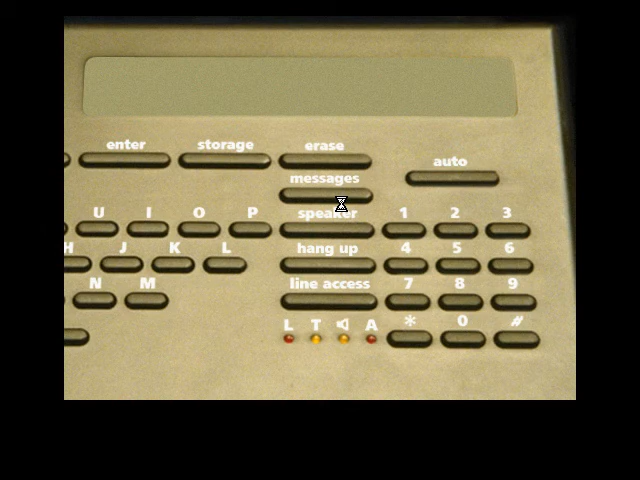 enter storage erase
auto
messages
U I O P speaker 1 2 3
H J K L hang up 4 5 6
N M line access 7 8 9
L T A * 0 #